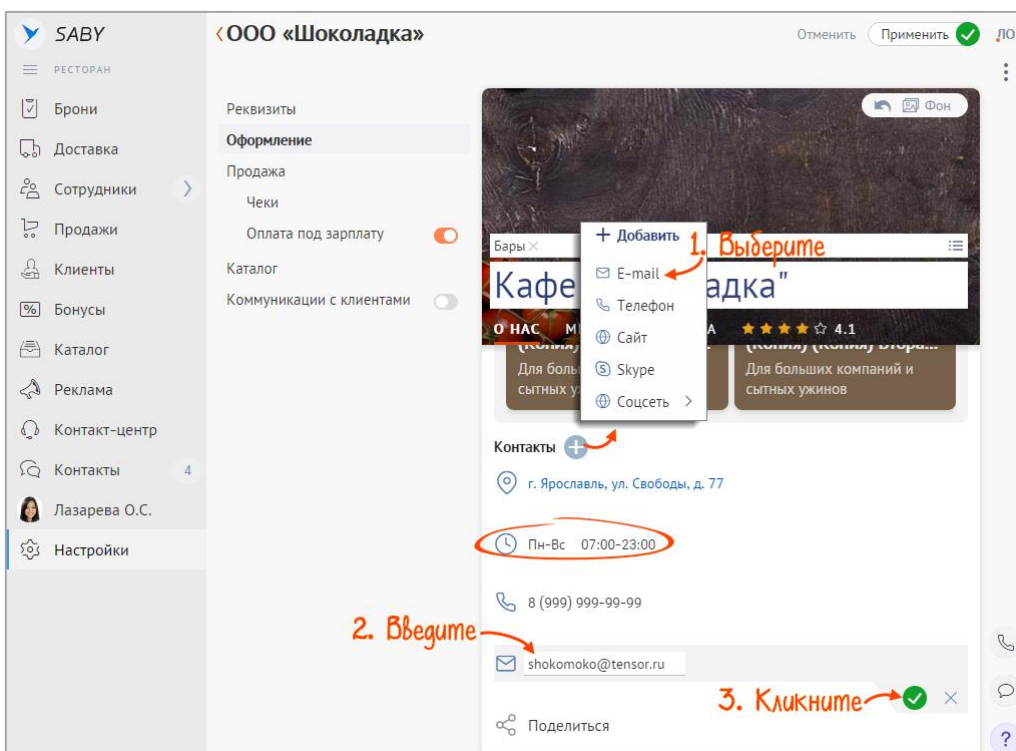 SABY
РЕСТОРАН
Брони
Доставка
Сотрудники
Продажи
Клиенты
Бонусы
Каталог
Реклама
Контакт-центр
Контакты 4
Лазарева О.С.
Настройки
ООО «Шоколадка»
Отменить Применить
Реквизиты
Оформление
Продажа
Чеки
Оплата под зарплату
Каталог
Коммуникации с клиентами
Фон
+ Добавить
E-mail
Телефон
Сайт
Skype
Соцсеть
1. Выберите
Бары
Кафе адка"
О НАС 4.1
(Копия) (Копия) (Копия)
Для больших компаний и
сытных ужинов
Контакты
г. Ярославль, ул. Свободы, д. 77
Пн-Вс 07:00-23:00
8 (999) 999-99-99
2. Введите
shokomoko@tensor.ru
3. Кликните
Поделиться
?